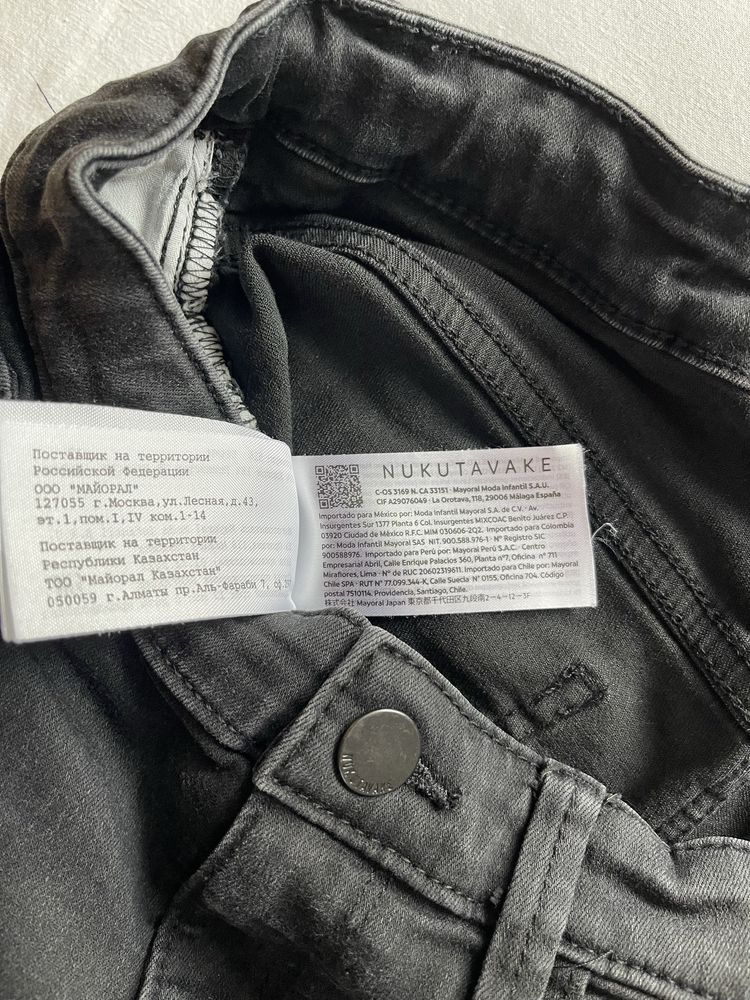 Поставщик на территории
Российской Федерации
ООО "МАЙОРАЛ"
127055 г.Москва,ул.Лесная,д.43,
эт.1,пом.1,IV ком.1-14
Поставщик на территории
Республики Казахстан
ТОО "Майорал Казахстан"
050059 г.Алматы пр.Аль-Фараби 7,
NUKUTAVAKE
C-OS 3169 N. CA 33151 · Mayoral Moda Infantil S.A.U.
CIF A29076049 · La Orotava, 118, 29006 Málaga España
Importado para México por: Moda Infantil Mayoral S.A. de C.V. · Av.
Insurgentes Sur 1377 Planta 6 Col. Insurgentes MIXCOAC Benito Juárez C.P.
03920 Ciudad de México R.F.C. MIM 030606-2Q2. Importado para Colombia
por: Moda Infantil Mayoral SAS NIT. 900.588.976-1 · Nº Registro SIC
900588976. Importado para Perú por: Mayoral Perú S.A.C. · Centro
Empresarial Abril, Calle Enrique Palacios 360, Planta nº7, Oficina nº 711
Miraflores, Lima · Nº de RUC 20602319611. Importado para Chile por: Mayoral
Chile SPA · RUT Nº 77.099.344-K, Calle Sueda Nº 0155, Oficina 704. Código
postal 7510114. Providencia, Santiago, Chile.
株式会社 Mayoral Japan 東京都千代田区九段南2-4-12-3F